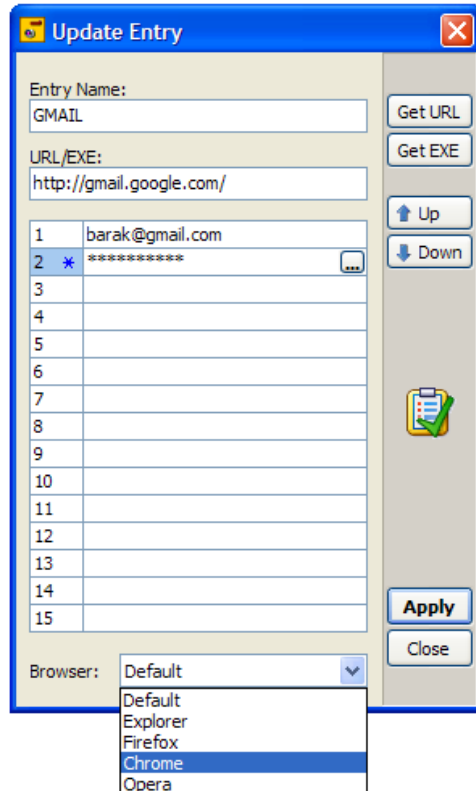 Update Entry
Entry Name:
GMAIL
Get URL
URL/EXE:
Get EXE
http://gmail.google.com/
Up
1 barak@gmail.com
2 * ********** ...
Down
3
4
5
6
7
8
9
10
11
12
13
14
15
Apply
Close
Browser: Default
Default
Explorer
Firefox
Chrome
Opera